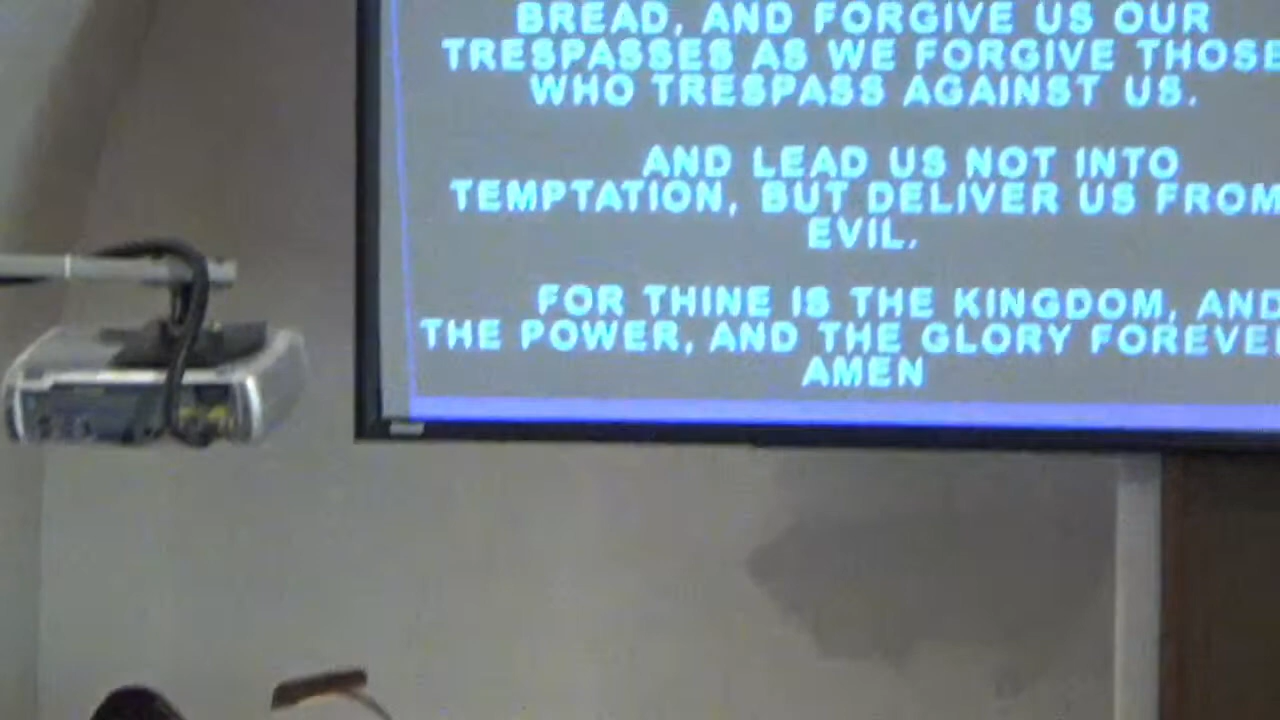 BREAD, AND FORGIVE US OUR
TRESPASSES AS WE FORGIVE THOSE
WHO TRESPASS AGAINST US.
AND LEAD US NOT INTO
TEMPTATION, BUT DELIVER US FROM
EVIL.
FOR THINE IS THE KINGDOM, AND
THE POWER, AND THE GLORY FOREVE
AMEN